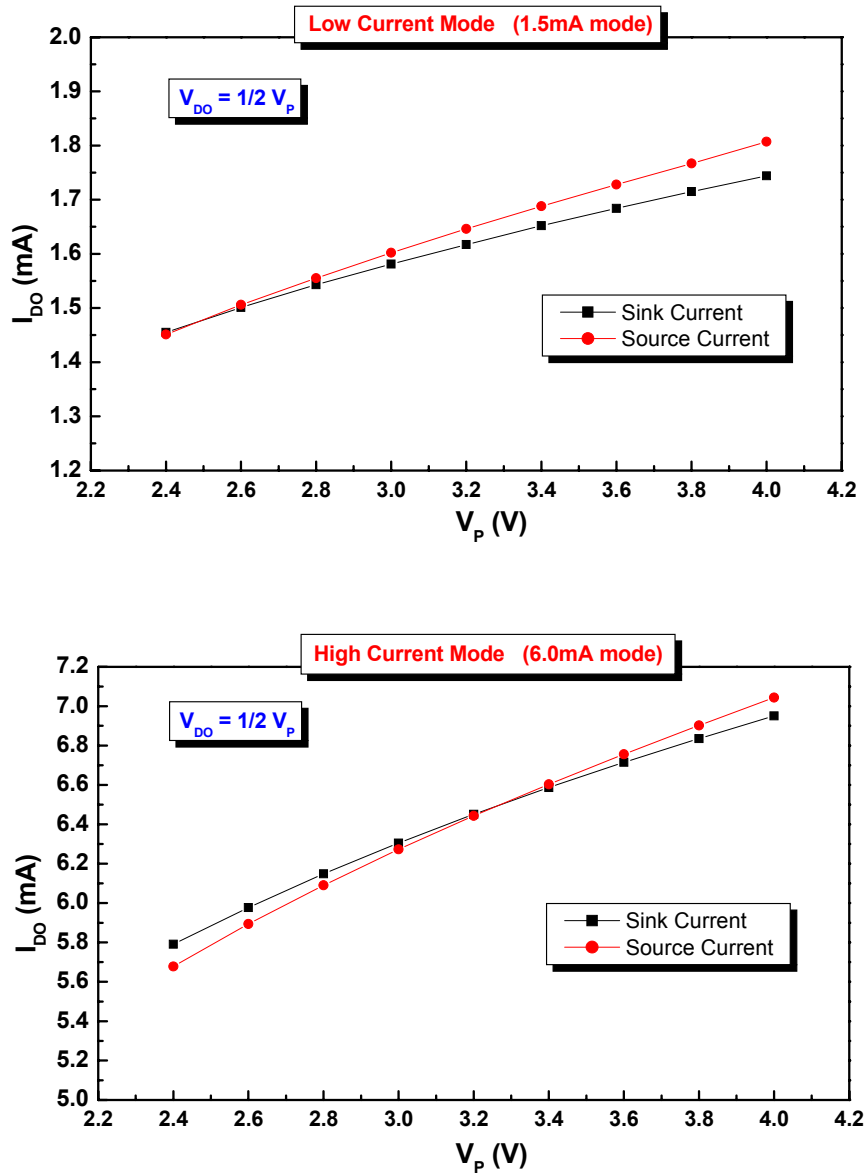 Low Current Mode (1.5mA mode)
2.0
1.9
V_DO = 1/2 V_P
1.8
1.7
1.6
1.5
Sink Current
Source Current
1.4
1.3
1.2
I_DO (mA)
2.2 2.4 2.6 2.8 3.0 3.2 3.4 3.6 3.8 4.0 4.2
V_P (V)
High Current Mode (6.0mA mode)
7.2
V_DO = 1/2 V_P
7.0
6.8
6.6
6.4
6.2
6.0
Sink Current
5.8
Source Current
5.6
5.4
5.2
5.0
I_DO (mA)
2.2 2.4 2.6 2.8 3.0 3.2 3.4 3.6 3.8 4.0 4.2
V_P (V)